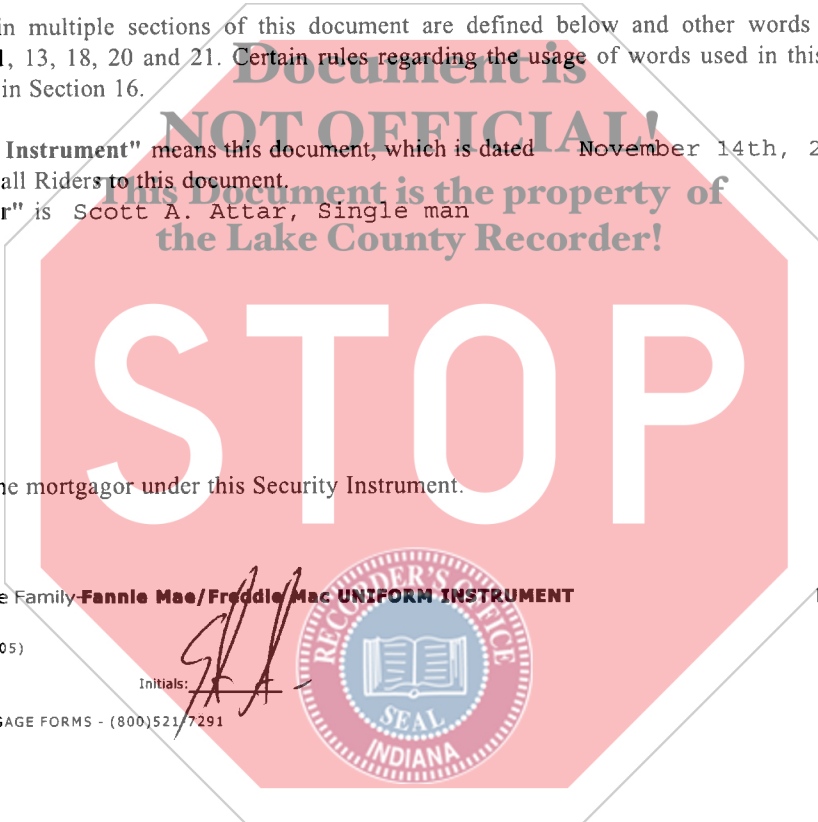 in multiple sections of this document are defined below and other words
, 13, 18, 20 and 21. Certain rules regarding the usage of words used in this
in Section 16.
Document is
NOT OFFICIAL!
This Document is the property of
the Lake County Recorder!
Instrument" means this document, which is dated November 14th, 2
all Riders to this document.
r" is Scott A. Attar, Single man
STOP
he mortgagor under this Security Instrument.
e Family-Fannie Mae/Freddie Mac UNIFORM INSTRUMENT
05)
Initials:
GAGE FORMS - (800)521-7291
RECORDER'S OFFICE
SEAL
INDIANA